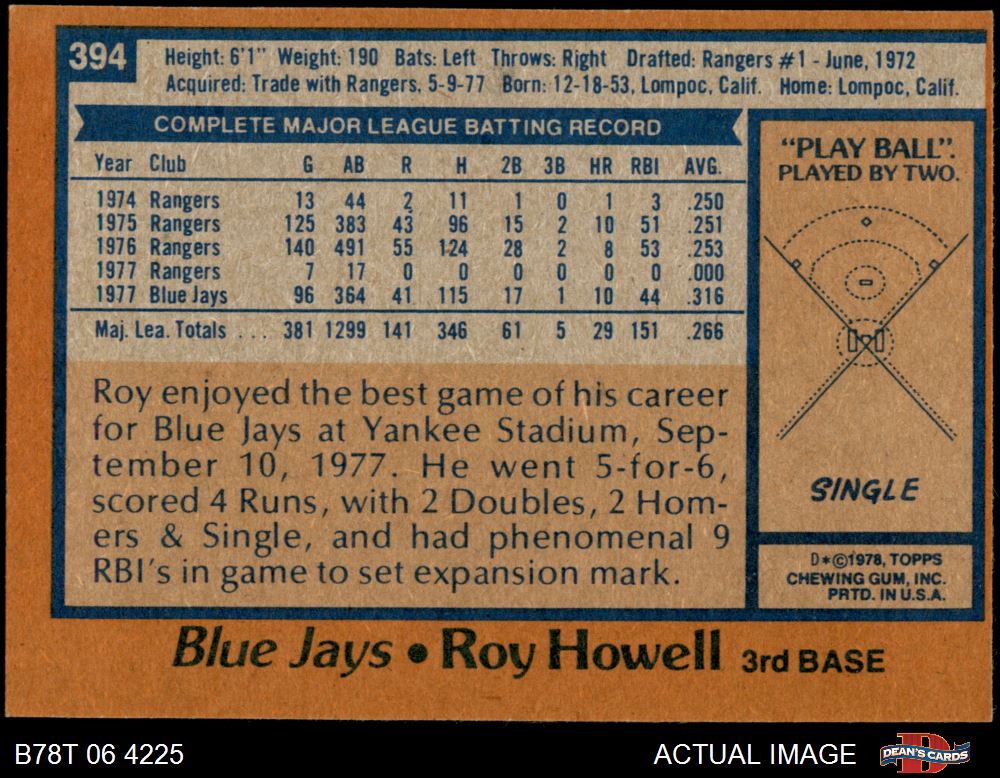 394
Height: 6'1" Weight: 190 Bats: Left Throws: Right Drafted: Rangers #1 - June, 1972
Acquired: Trade with Rangers, 5-9-77 Born: 12-18-53, Lompoc, Calif. Home: Lompoc, Calif.
COMPLETE MAJOR LEAGUE BATTING RECORD
Year Club G AB R H 2B 3B HR RBI AVG.
1974 Rangers 13 44 2 11 1 0 1 3 .250
1975 Rangers 125 383 43 96 15 2 10 51 .251
1976 Rangers 140 491 55 124 28 2 8 53 .253
1977 Rangers 7 17 0 0 0 0 0 0 .000
1977 Blue Jays 96 364 41 115 17 1 10 44 .316
Maj. Lea. Totals . . . 381 1299 141 346 61 5 29 151 .266
Roy enjoyed the best game of his career
for Blue Jays at Yankee Stadium, Sep-
tember 10, 1977. He went 5-for-6,
scored 4 Runs, with 2 Doubles, 2 Hom-
ers & Single, and had phenomenal 9
RBI's in game to set expansion mark.
"PLAY BALL".
PLAYED BY TWO.
SINGLE
D*©1978, TOPPS
CHEWING GUM, INC.
PRTD. IN U.S.A.
Blue Jays • Roy Howell 3rd BASE
B78T 06 4225
ACTUAL IMAGE
DEAN'S CARDS